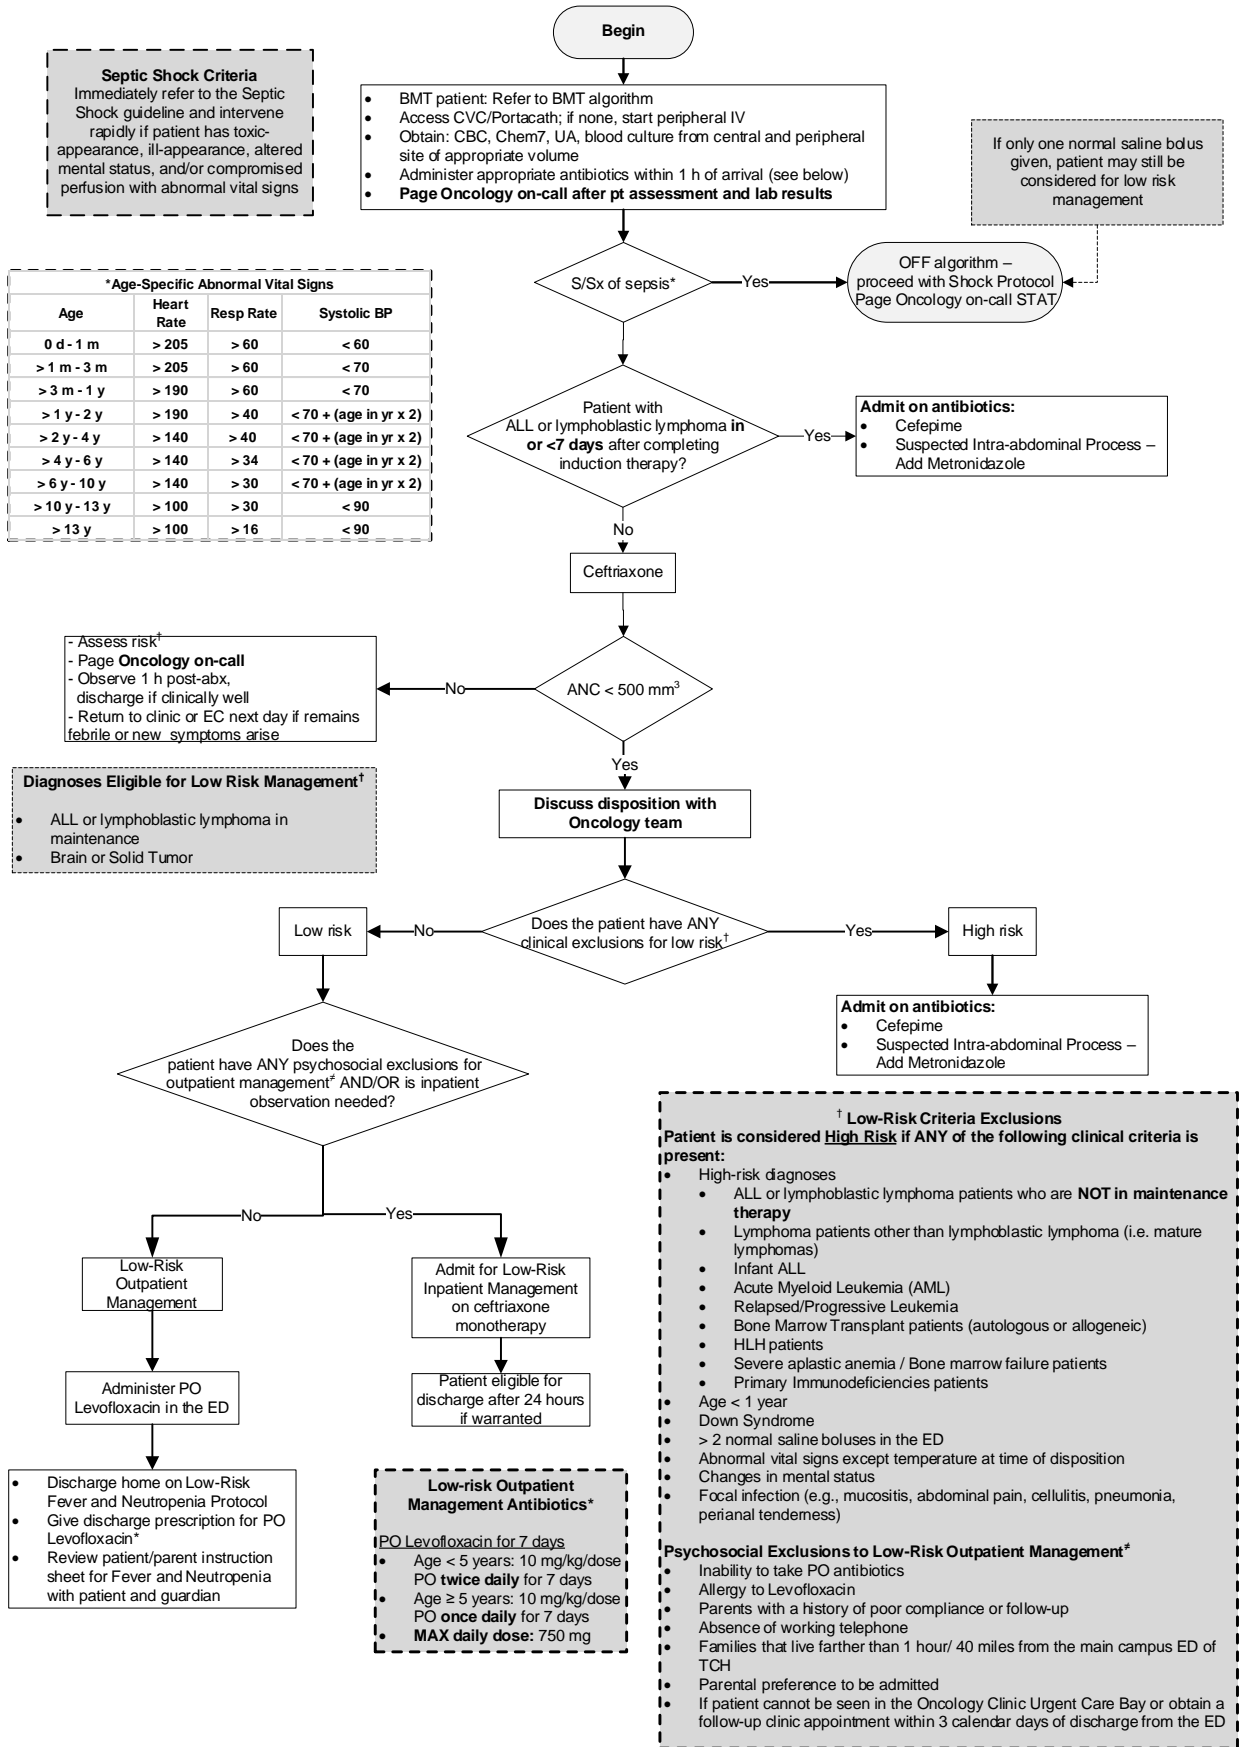 Begin
Septic Shock Criteria
Immediately refer to the Septic
Shock guideline and intervene
rapidly if patient has toxic-
appearance, ill-appearance, altered
mental status, and/or compromised
perfusion with abnormal vital signs
• BMT patient: Refer to BMT algorithm
• Access CVC/Portacath; if none, start peripheral IV
• Obtain: CBC, Chem7, UA, blood culture from central and peripheral
site of appropriate volume
• Administer appropriate antibiotics within 1 h of arrival (see below)
• Page Oncology on-call after pt assessment and lab results
If only one normal saline bolus
given, patient may still be
considered for low risk
management
S/Sx of sepsis*
Yes
OFF algorithm –
proceed with Shock Protocol
Page Oncology on-call STAT
*Age-Specific Abnormal Vital Signs
Age Heart Rate Resp Rate Systolic BP
0 d - 1 m > 205 > 60 < 60
> 1 m - 3 m > 205 > 60 < 70
> 3 m - 1 y > 190 > 60 < 70
> 1 y - 2 y > 190 > 40 < 70 + (age in yr x 2)
> 2 y - 4 y > 140 > 40 < 70 + (age in yr x 2)
> 4 y - 6 y > 140 > 34 < 70 + (age in yr x 2)
> 6 y - 10 y > 140 > 30 < 70 + (age in yr x 2)
> 10 y - 13 y > 100 > 30 < 90
> 13 y > 100 > 16 < 90
Patient with
ALL or lymphoblastic lymphoma in
or <7 days after completing
induction therapy?
Yes
Admit on antibiotics:
• Cefepime
• Suspected Intra-abdominal Process –
Add Metronidazole
No
Ceftriaxone
ANC < 500 mm³
No
- Assess risk†
- Page Oncology on-call
- Observe 1 h post-abx,
discharge if clinically well
- Return to clinic or EC next day if remains
febrile or new symptoms arise
Yes
Diagnoses Eligible for Low Risk Management†
• ALL or lymphoblastic lymphoma in
maintenance
• Brain or Solid Tumor
Discuss disposition with
Oncology team
Does the patient have ANY
clinical exclusions for low risk†
No
Low risk
Yes
High risk
Admit on antibiotics:
• Cefepime
• Suspected Intra-abdominal Process –
Add Metronidazole
Does the
patient have ANY psychosocial exclusions for
outpatient management≠ AND/OR is inpatient
observation needed?
No
Yes
Low-Risk
Outpatient
Management
Admit for Low-Risk
Inpatient Management
on ceftriaxone
monotherapy
Administer PO
Levofloxacin in the ED
Patient eligible for
discharge after 24 hours
if warranted
• Discharge home on Low-Risk
Fever and Neutropenia Protocol
• Give discharge prescription for PO
Levofloxacin*
• Review patient/parent instruction
sheet for Fever and Neutropenia
with patient and guardian
Low-risk Outpatient
Management Antibiotics*
PO Levofloxacin for 7 days
• Age < 5 years: 10 mg/kg/dose
PO twice daily for 7 days
• Age ≥ 5 years: 10 mg/kg/dose
PO once daily for 7 days
• MAX daily dose: 750 mg
† Low-Risk Criteria Exclusions
Patient is considered High Risk if ANY of the following clinical criteria is
present:
• High-risk diagnoses
• ALL or lymphoblastic lymphoma patients who are NOT in maintenance
therapy
• Lymphoma patients other than lymphoblastic lymphoma (i.e. mature
lymphomas)
• Infant ALL
• Acute Myeloid Leukemia (AML)
• Relapsed/Progressive Leukemia
• Bone Marrow Transplant patients (autologous or allogeneic)
• HLH patients
• Severe aplastic anemia / Bone marrow failure patients
• Primary Immunodeficiencies patients
• Age < 1 year
• Down Syndrome
• > 2 normal saline boluses in the ED
• Abnormal vital signs except temperature at time of disposition
• Changes in mental status
• Focal infection (e.g., mucositis, abdominal pain, cellulitis, pneumonia,
perianal tenderness)
Psychosocial Exclusions to Low-Risk Outpatient Management≠
• Inability to take PO antibiotics
• Allergy to Levofloxacin
• Parents with a history of poor compliance or follow-up
• Absence of working telephone
• Families that live farther than 1 hour/ 40 miles from the main campus ED of
TCH
• Parental preference to be admitted
• If patient cannot be seen in the Oncology Clinic Urgent Care Bay or obtain a
follow-up clinic appointment within 3 calendar days of discharge from the ED